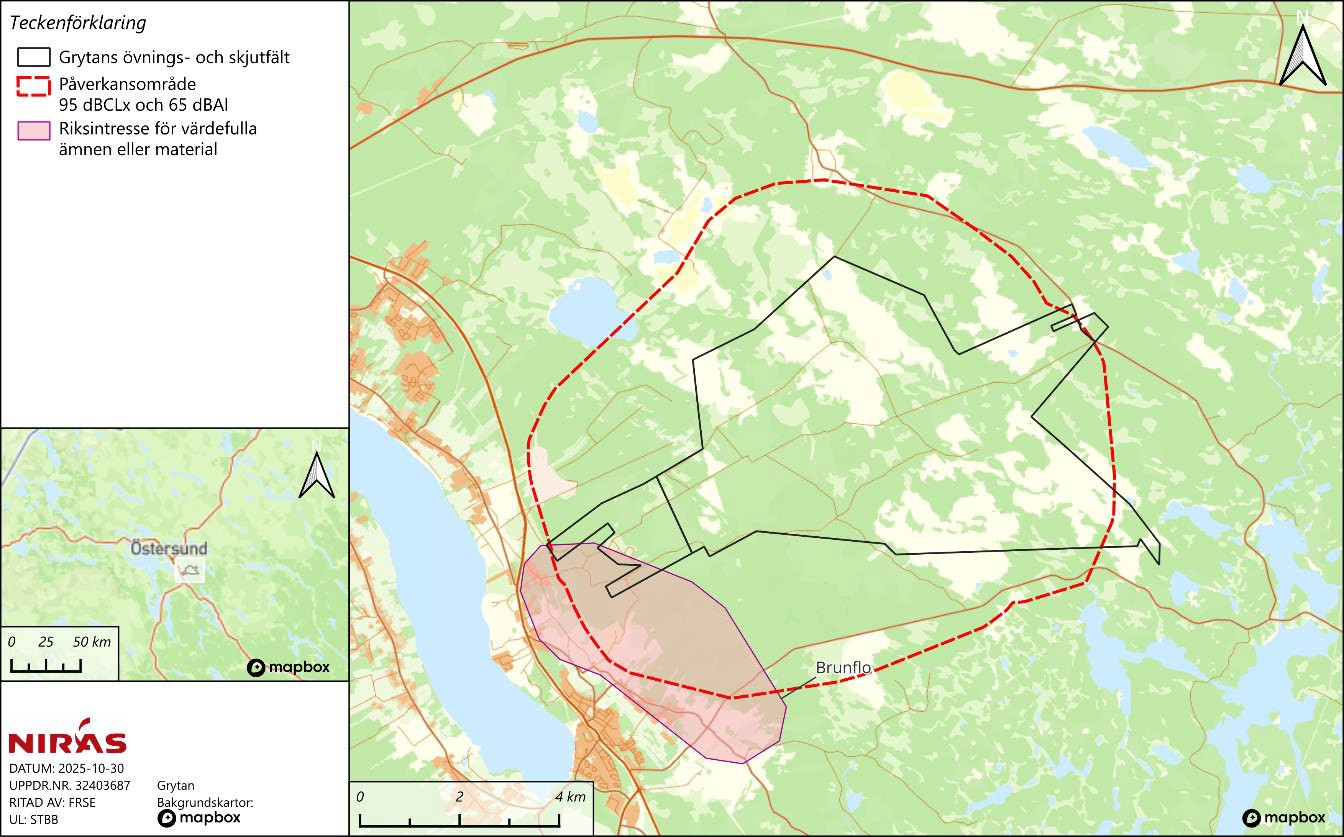 Teckenförklaring
Grytans övnings- och skjutfält
Påverkansområde
95 dBCLx och 65 dBAI
Riksintresse för värdefulla
ämnen eller material
N
Östersund
0 25 50 km
mapbox
NIRAS
DATUM: 2025-10-30
UPPDR.NR. 32403687
RITAD AV: FRSE
UL: STBB
Grytan
Bakgrundskartor:
mapbox
N
Brunflo
0 2 4 km
mapbox